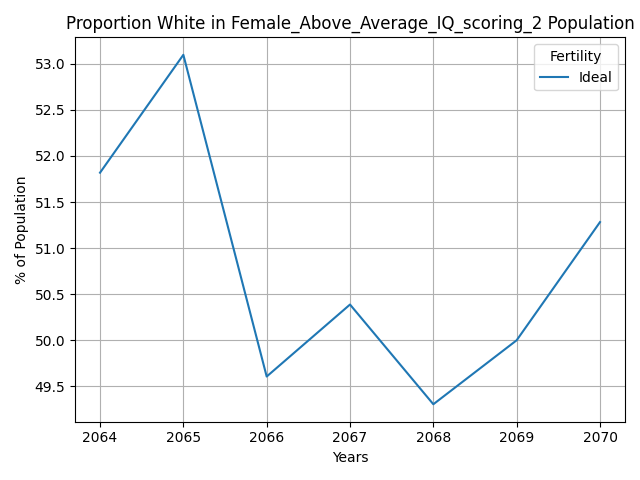 Proportion White in Female_Above_Average_IQ_scoring_2 Population
Fertility
Ideal
53.0
52.5
52.0
51.5
51.0
50.5
50.0
49.5
% of Population
2064 2065 2066 2067 2068 2069 2070
Years